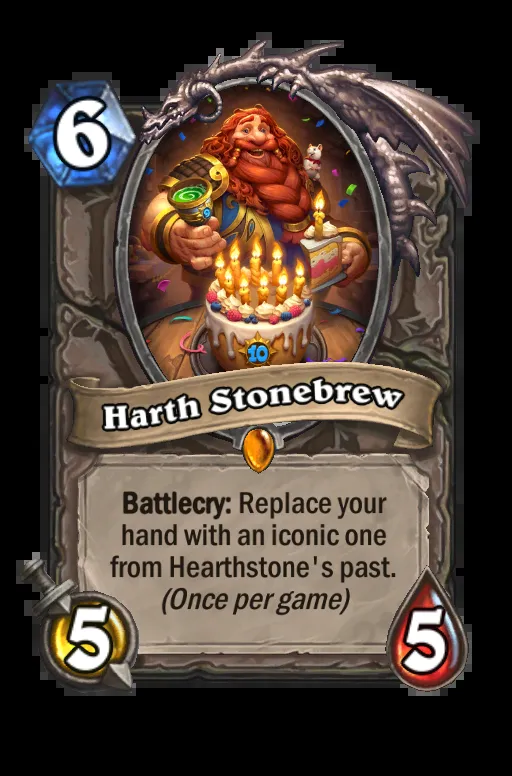 6
9
10
Harth Stonebrew
Battlecry: Replace your
hand with an iconic one
from Hearthstone's past.
(Once per game)
5
5